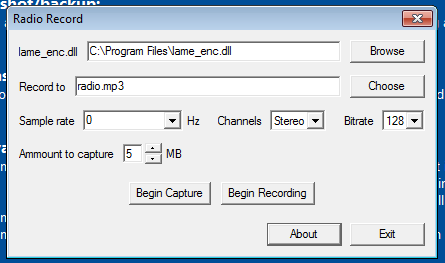 shot/backup:
Radio Record
lame_enc.dll C:\Program Files\lame_enc.dll Browse
Record to radio.mp3 Choose
Sample rate 0 Hz Channels Stereo Bitrate 128
Ammount to capture 5 MB
Begin Capture Begin Recording
About Exit